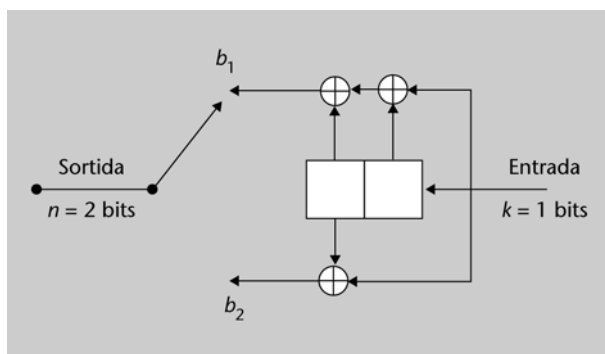 b1
Sortida
n = 2 bits
Entrada
k = 1 bits
b2